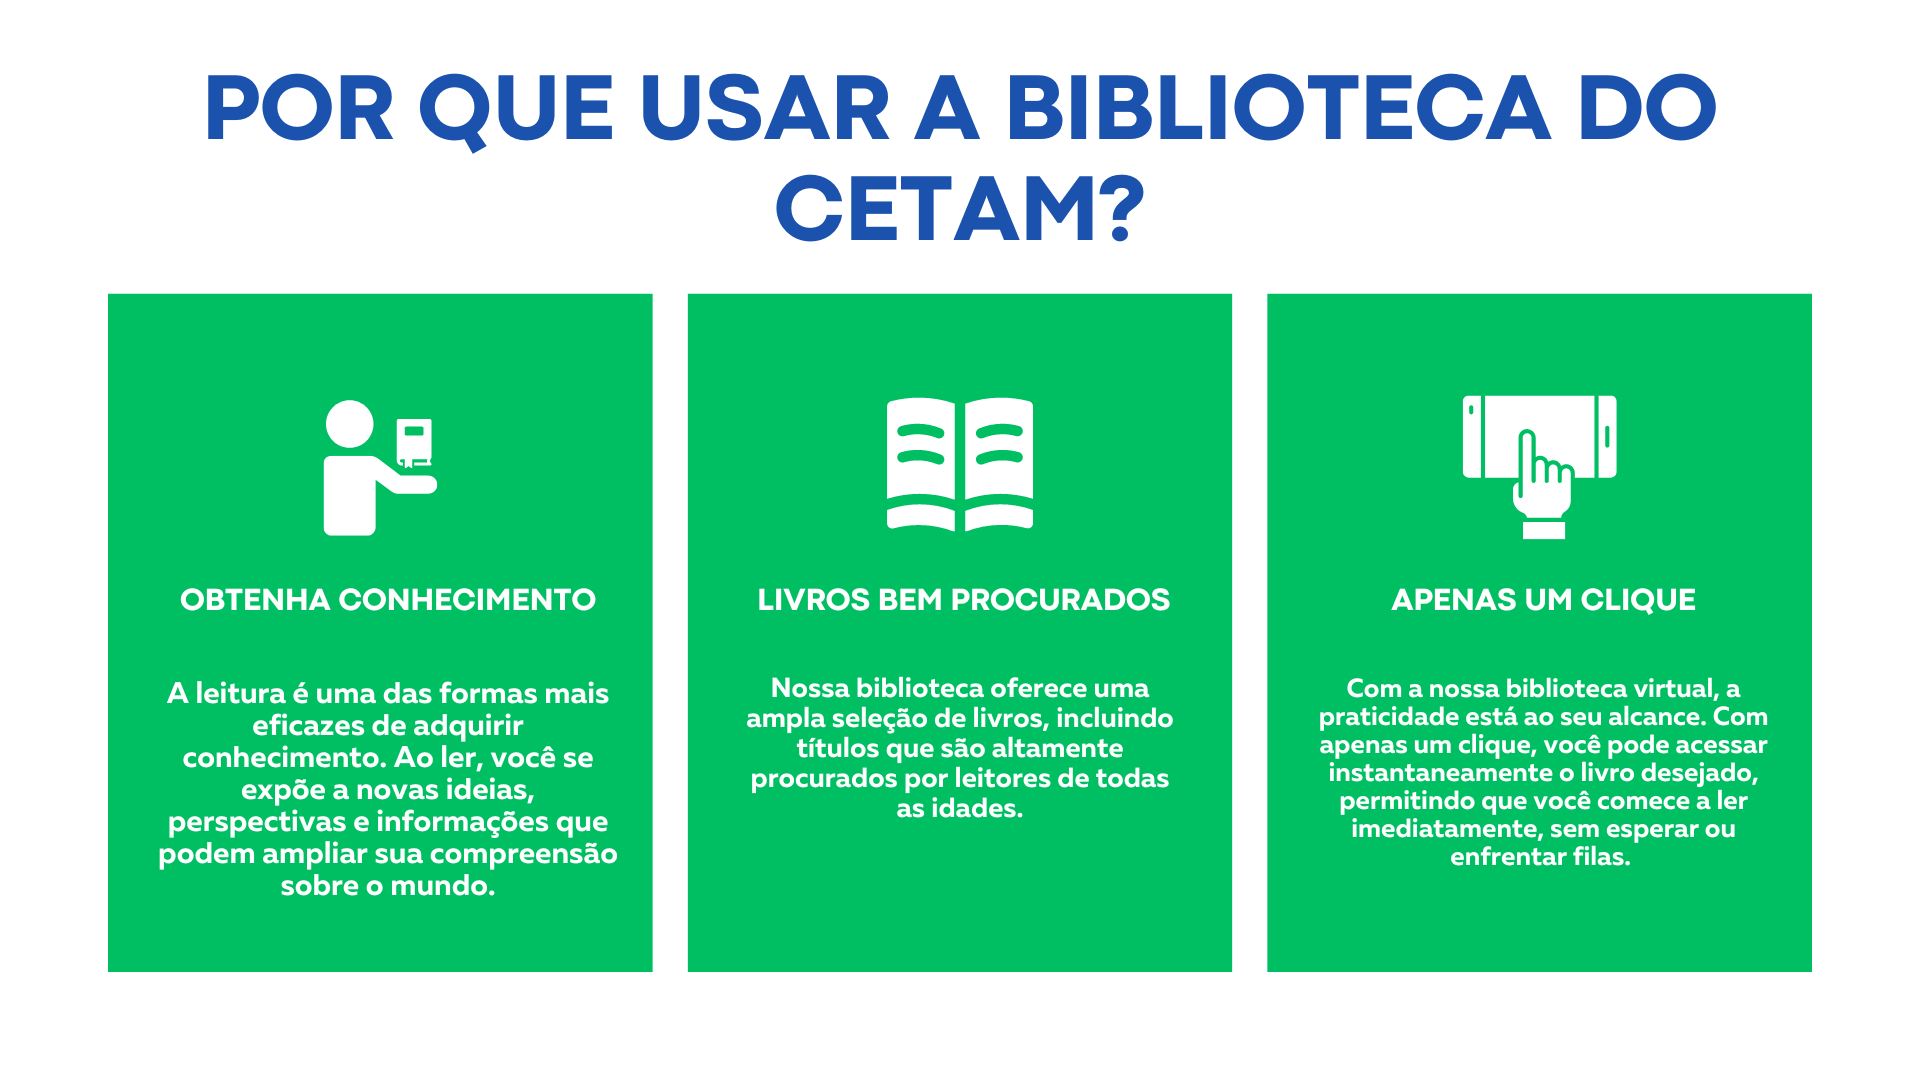 POR QUE USAR A BIBLIOTECA DO
CETAM?
OBTENHA CONHECIMENTO
A leitura é uma das formas mais
eficazes de adquirir
conhecimento. Ao ler, você se
expõe a novas ideias,
perspectivas e informações que
podem ampliar sua compreensão
sobre o mundo.
LIVROS BEM PROCURADOS
Nossa biblioteca oferece uma
ampla seleção de livros, incluindo
títulos que são altamente
procurados por leitores de todas
as idades.
APENAS UM CLIQUE
Com a nossa biblioteca virtual, a
praticidade está ao seu alcance. Com
apenas um clique, você pode acessar
instantaneamente o livro desejado,
permitindo que você comece a ler
imediatamente, sem esperar ou
enfrentar filas.